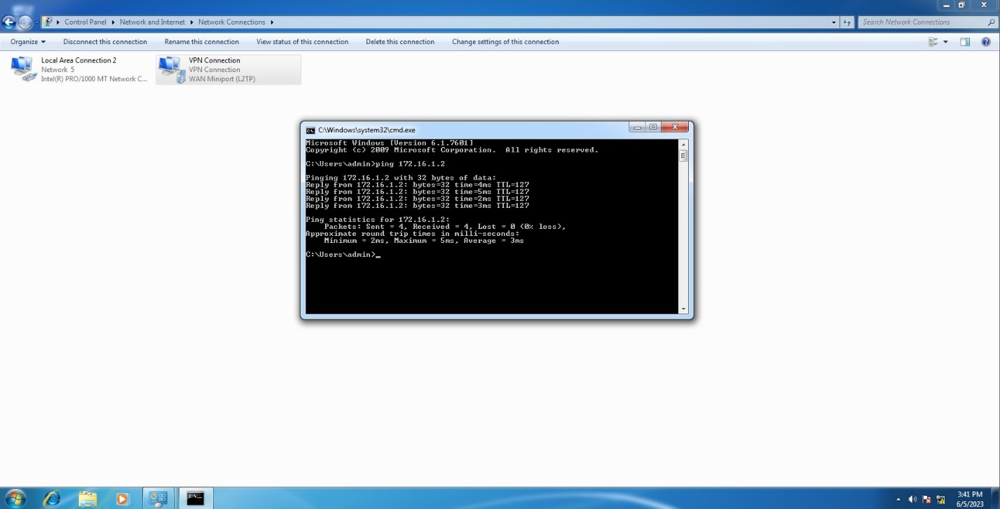 Control Panel ▸ Network and Internet ▸ Network Connections ▸
Search Network Connections
Organize ▾ Disconnect this connection Rename this connection View status of this connection Delete this connection Change settings of this connection
Local Area Connection 2
Network 5
Intel(R) PRO/1000 MT Network C...
VPN Connection
VPN Connection
WAN Miniport (L2TP)
C:\Windows\system32\cmd.exe
Microsoft Windows [Version 6.1.7601]
Copyright (c) 2009 Microsoft Corporation.  All rights reserved.
C:\Users\admin>ping 172.16.1.2
Pinging 172.16.1.2 with 32 bytes of data:
Reply from 172.16.1.2: bytes=32 time=4ms TTL=127
Reply from 172.16.1.2: bytes=32 time=5ms TTL=127
Reply from 172.16.1.2: bytes=32 time=2ms TTL=127
Reply from 172.16.1.2: bytes=32 time=3ms TTL=127
Ping statistics for 172.16.1.2:
    Packets: Sent = 4, Received = 4, Lost = 0 (0% loss),
Approximate round trip times in milli-seconds:
    Minimum = 2ms, Maximum = 5ms, Average = 3ms
C:\Users\admin>_
3:41 PM
6/5/2023